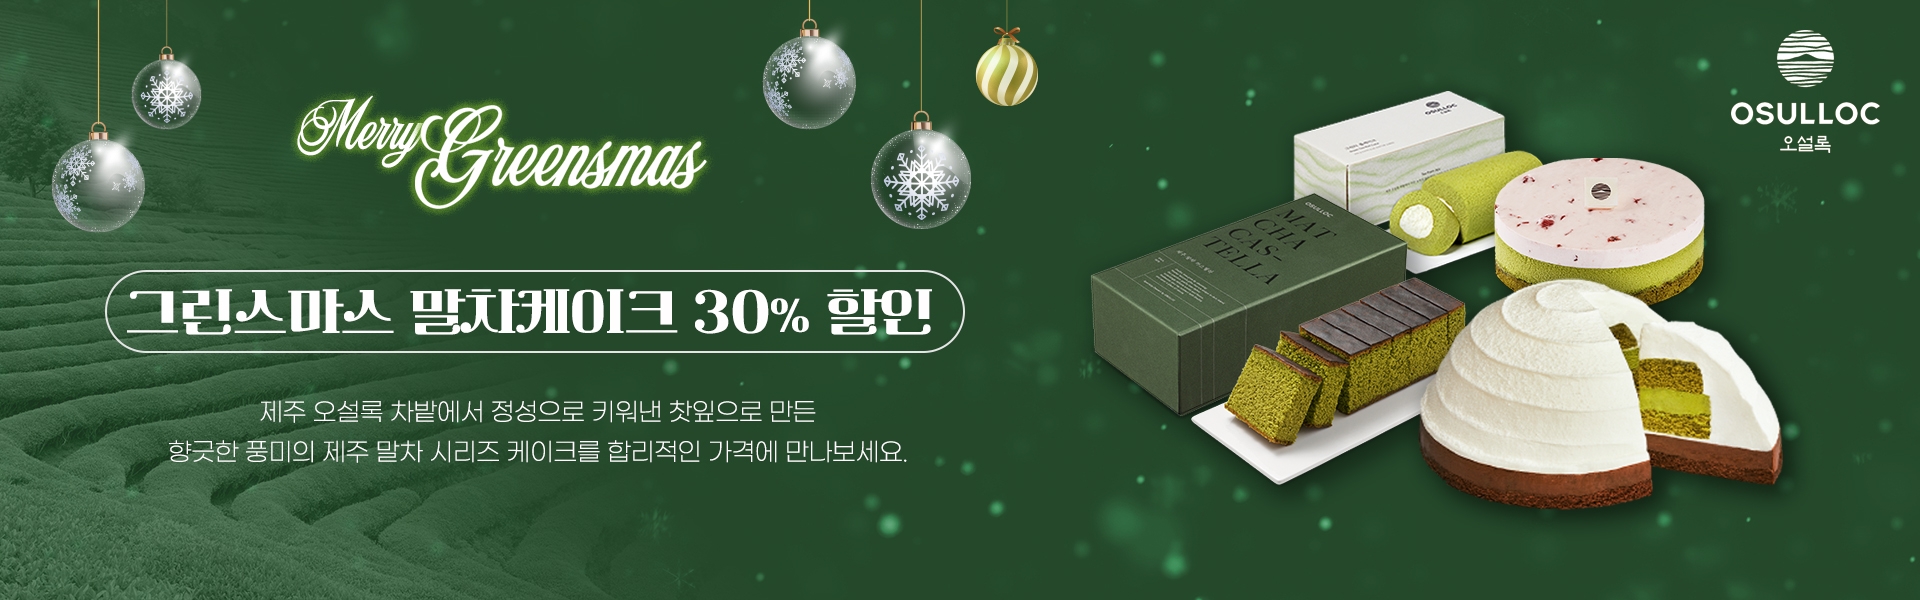 Merry Greensmas
그린스마스 말차케이크 30% 할인
제주 오설록 차밭에서 정성으로 키워낸 찻잎으로 만든
향긋한 풍미의 제주 말차 시리즈 케이크를 합리적인 가격에 만나보세요.
OSULLOC
오설록
OSULLOC
OSULLOC
MAT
CHA
CAS–
TELLA